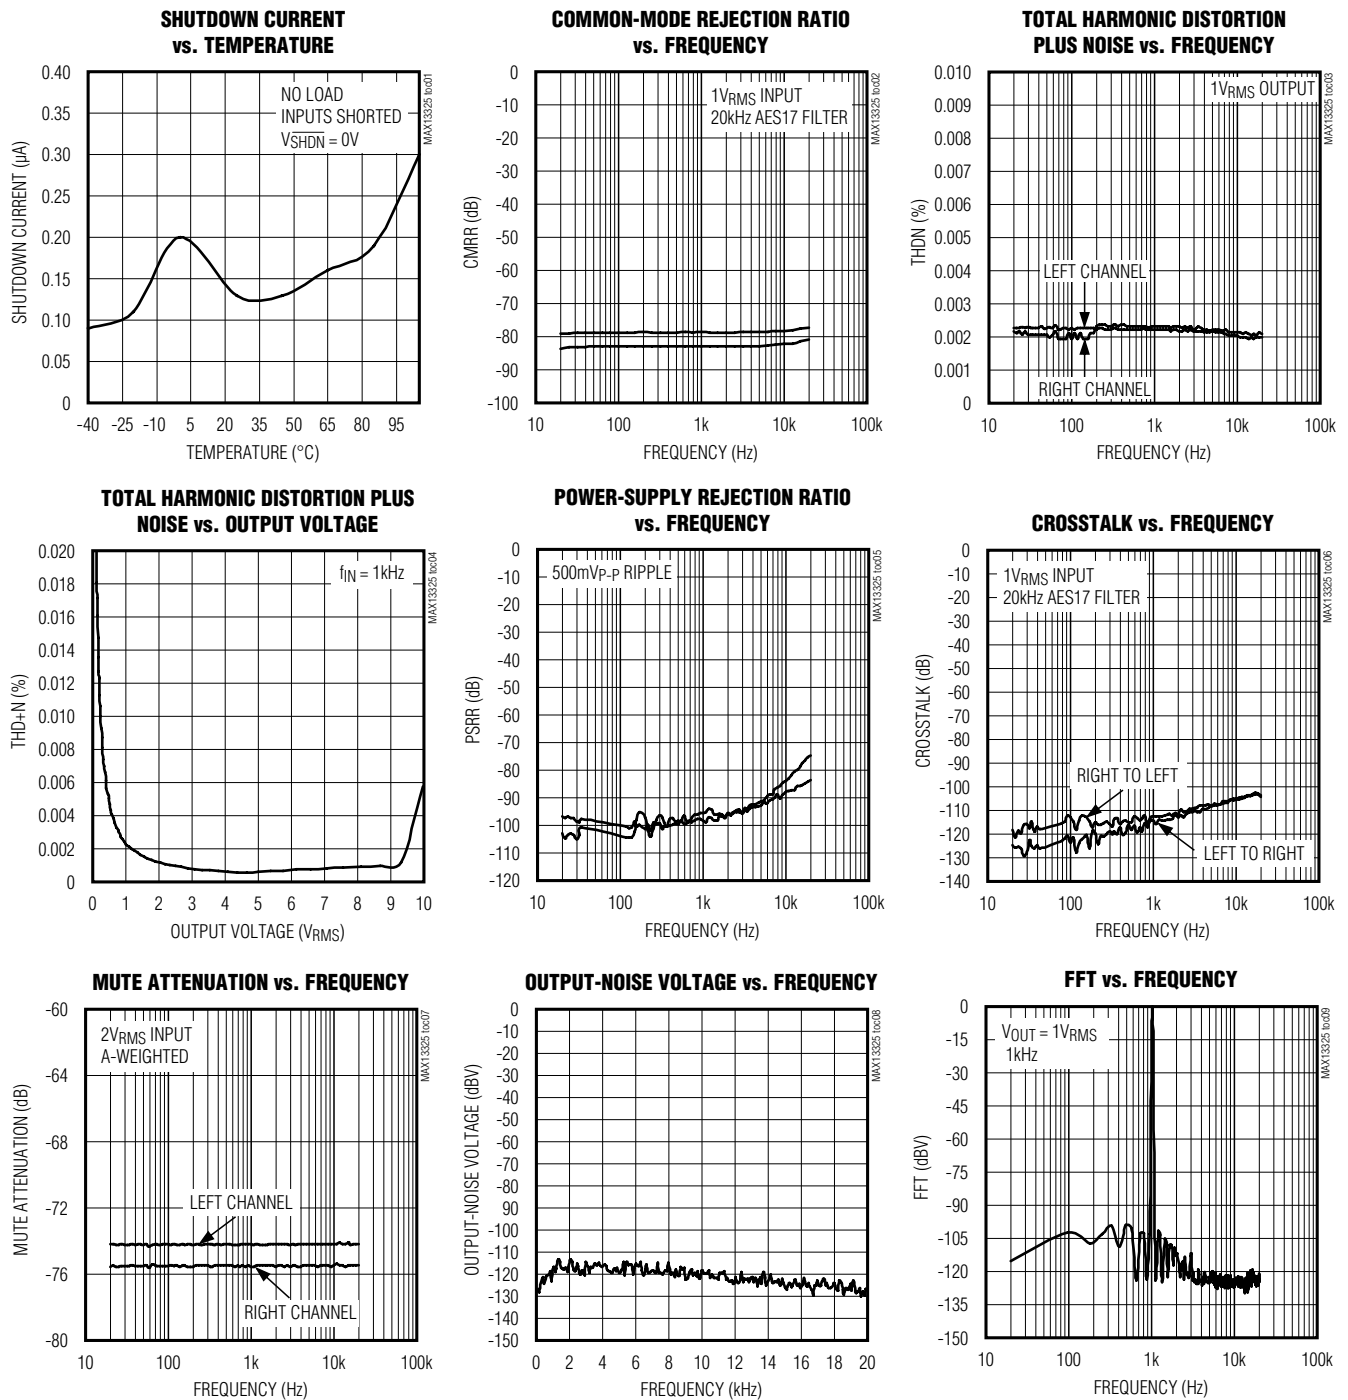 SHUTDOWN CURRENT
vs. TEMPERATURE
0.40
0.35
0.30
0.25
0.20
0.15
0.10
0.05
0
SHUTDOWN CURRENT (µA)
NO LOAD
INPUTS SHORTED
VSHDN = 0V
MAX13325 toc01
-40 -25 -10 5 20 35 50 65 80 95
TEMPERATURE (°C)
COMMON-MODE REJECTION RATIO
vs. FREQUENCY
0
-10
-20
-30
-40
-50
-60
-70
-80
-90
-100
CMRR (dB)
1VRMS INPUT
20kHz AES17 FILTER
MAX13325 toc02
10 100 1k 10k 100k
FREQUENCY (Hz)
TOTAL HARMONIC DISTORTION
PLUS NOISE vs. FREQUENCY
0.010
0.009
0.008
0.007
0.006
0.005
0.004
0.003
0.002
0.001
0
THDN (%)
1VRMS OUTPUT
LEFT CHANNEL
RIGHT CHANNEL
MAX13325 toc03
10 100 1k 10k 100k
FREQUENCY (Hz)
TOTAL HARMONIC DISTORTION PLUS
NOISE vs. OUTPUT VOLTAGE
0.020
0.018
0.016
0.014
0.012
0.010
0.008
0.006
0.004
0.002
0
THD+N (%)
fIN = 1kHz
MAX13325 toc04
0 1 2 3 4 5 6 7 8 9 10
OUTPUT VOLTAGE (VRMS)
POWER-SUPPLY REJECTION RATIO
vs. FREQUENCY
0
-10
-20
-30
-40
-50
-60
-70
-80
-90
-100
-110
-120
PSRR (dB)
500mVP-P RIPPLE
MAX13325 toc05
10 100 1k 10k 100k
FREQUENCY (Hz)
CROSSTALK vs. FREQUENCY
0
-10
-20
-30
-40
-50
-60
-70
-80
-90
-100
-110
-120
-130
-140
CROSSTALK (dB)
1VRMS INPUT
20kHz AES17 FILTER
RIGHT TO LEFT
LEFT TO RIGHT
MAX13325 toc06
10 100 1k 10k 100k
FREQUENCY (Hz)
MUTE ATTENUATION vs. FREQUENCY
-60
-64
-68
-72
-76
-80
MUTE ATTENUATION (dB)
2VRMS INPUT
A-WEIGHTED
LEFT CHANNEL
RIGHT CHANNEL
MAX13325 toc07
10 100 1k 10k 100k
FREQUENCY (Hz)
OUTPUT-NOISE VOLTAGE vs. FREQUENCY
0
-10
-20
-30
-40
-50
-60
-70
-80
-90
-100
-110
-120
-130
-140
-150
OUTPUT-NOISE VOLTAGE (dBV)
MAX13325 toc08
0 2 4 6 8 10 12 14 16 18 20
FREQUENCY (kHz)
FFT vs. FREQUENCY
0
-15
-30
-45
-60
-75
-90
-105
-120
-135
-150
FFT (dBV)
VOUT = 1VRMS
1kHz
MAX13325 toc09
10 100 1k 10k 100k
FREQUENCY (Hz)